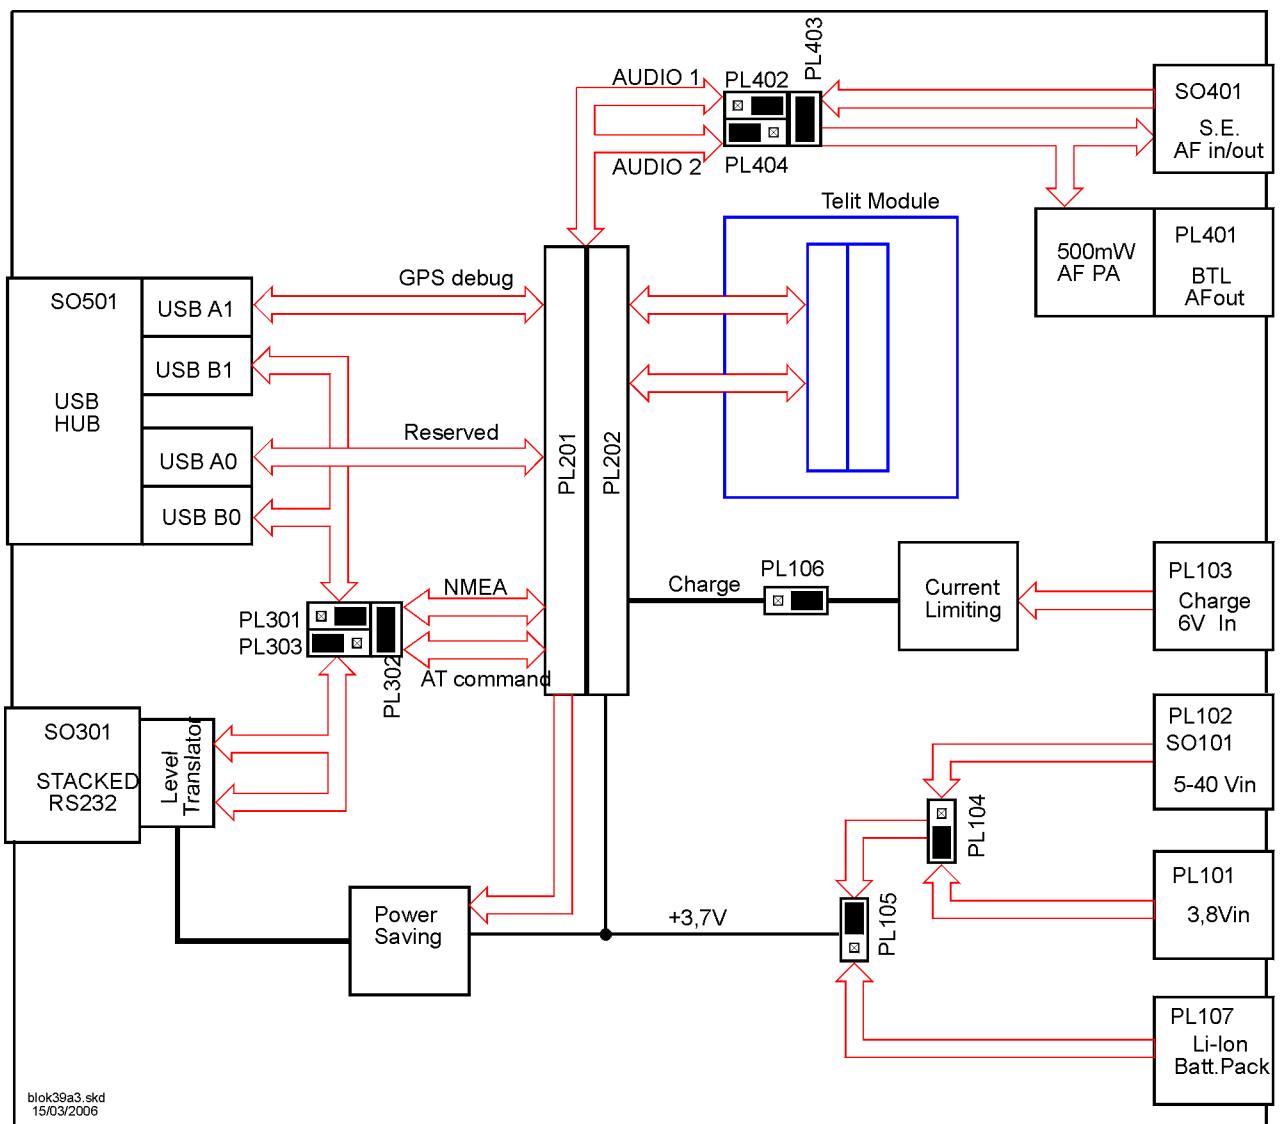 PL403
AUDIO 1
PL402
SO401
S.E.
AF in/out
AUDIO 2
PL404
Telit Module
500mW
AF PA
PL401
BTL
AFout
SO501
USB
HUB
USB A1
USB B1
USB A0
USB B0
GPS debug
Reserved
PL201
PL202
NMEA
AT command
PL301
PL303
PL302
Charge
PL106
Current
Limiting
PL103
Charge
6V In
SO301
STACKED
RS232
Level
Translator
PL102
SO101
5-40 Vin
PL104
PL101
3,8Vin
Power
Saving
+3,7V
PL105
PL107
Li-Ion
Batt.Pack
blok39a3.skd
15/03/2006